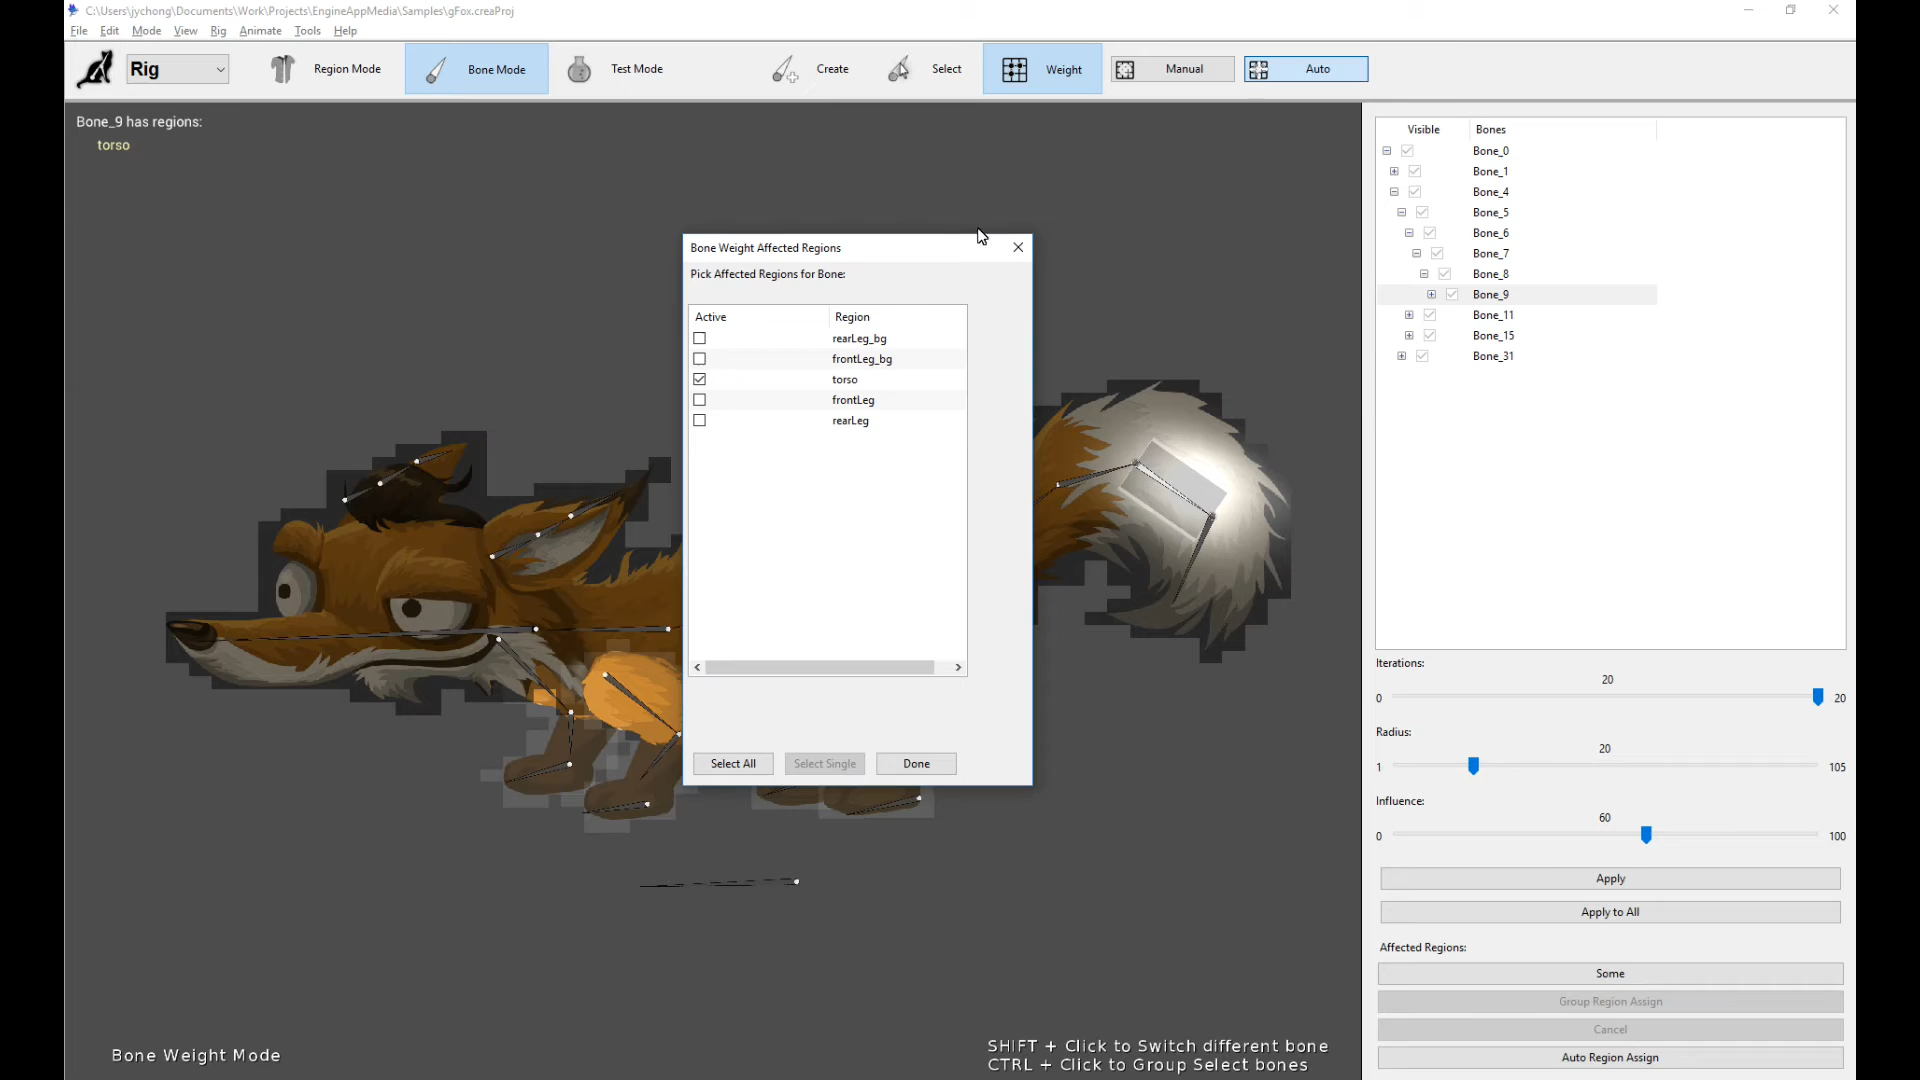 C:\Users\jychong\Documents\Work\Projects\EngineAppMedia\Samples\gFox.creaProj
File Edit Mode View Rig Animate Tools Help
Rig Region Mode Bone Mode Test Mode Create Select Weight Manual Auto
Bone_9 has regions:
torso
Bone Weight Affected Regions
Pick Affected Regions for Bone:
Active Region
rearLeg_bg
frontLeg_bg
torso
frontLeg
rearLeg
Select All Select Single Done
Visible Bones
Bone_0
Bone_1
Bone_4
Bone_5
Bone_6
Bone_7
Bone_8
Bone_9
Bone_11
Bone_15
Bone_31
Iterations:
20
0 20
Radius:
20
1 105
Influence:
60
0 100
Apply
Apply to All
Affected Regions:
Some
Group Region Assign
Cancel
Auto Region Assign
Bone Weight Mode
SHIFT + Click to Switch different bone
CTRL + Click to Group Select bones